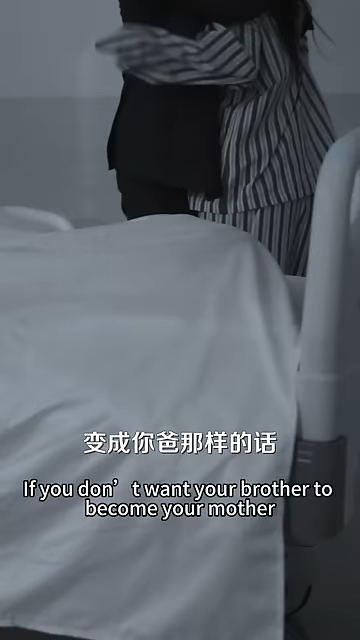 变成你爸那样的话
If you don't want your brother to
become your mother